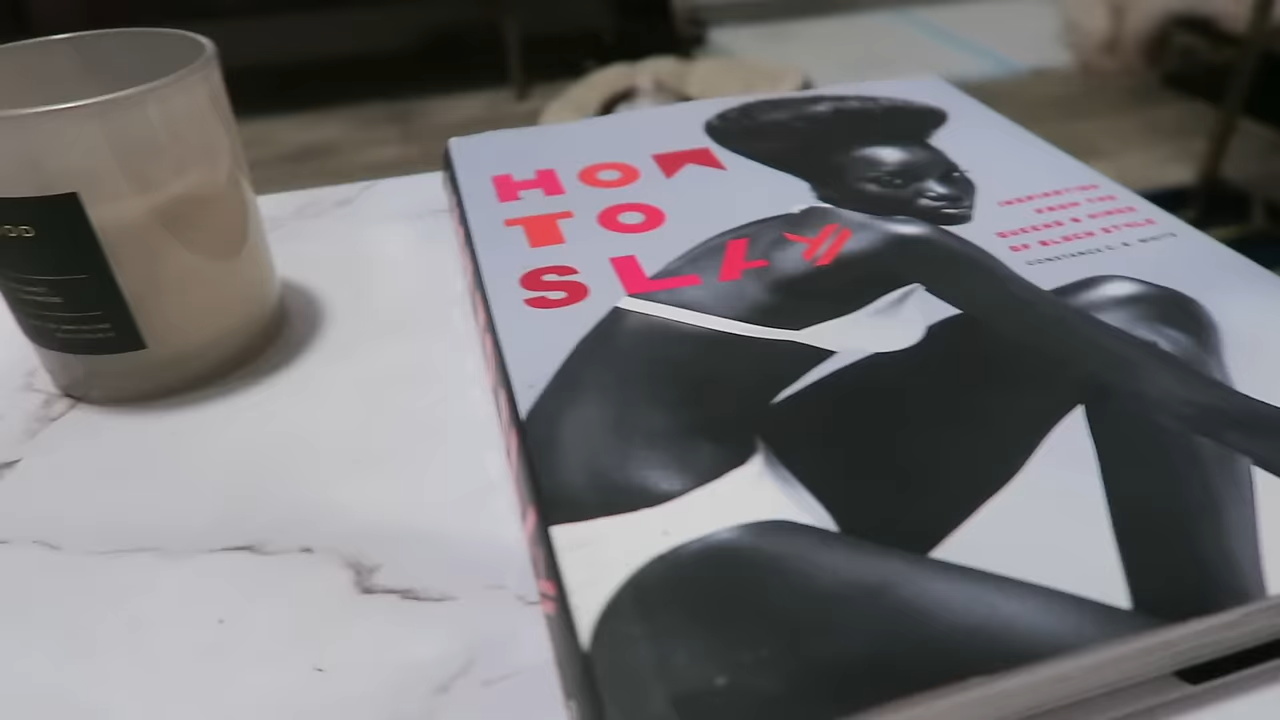 HOW
TO
SLAY
INSPIRATION
FROM THE
QUEENS & KINGS
OF BLACK STYLE
CONSTANCE C. R. WHITE